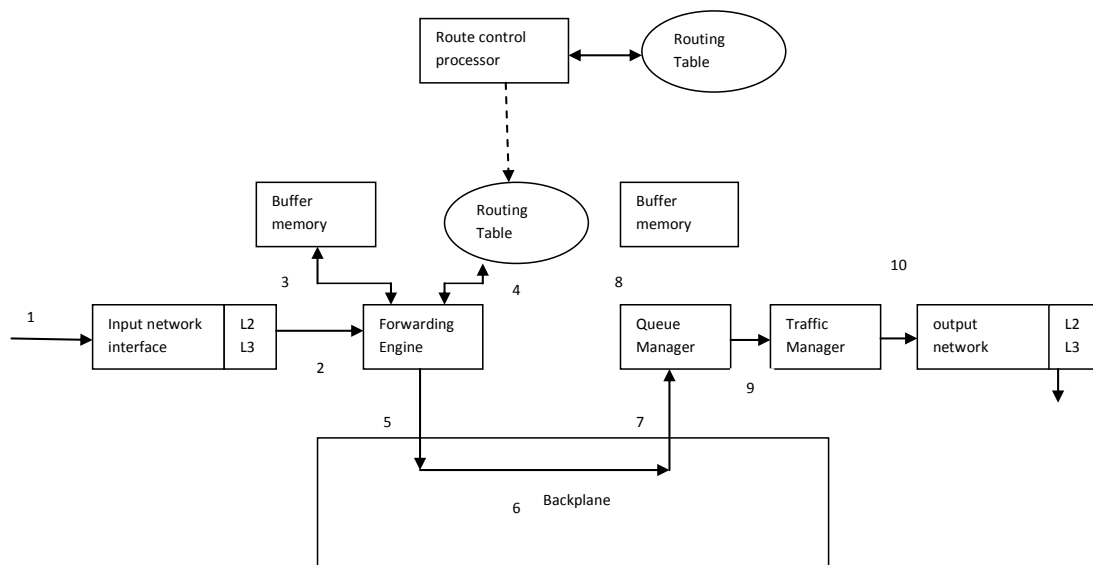 Route control
processor
Routing
Table
Buffer
memory
Routing
Table
Buffer
memory
3
4
8
10
1
Input network
interface
L2
L3
2
Forwarding
Engine
Queue
Manager
Traffic
Manager
output
network
L2
L3
9
5
7
6
Backplane